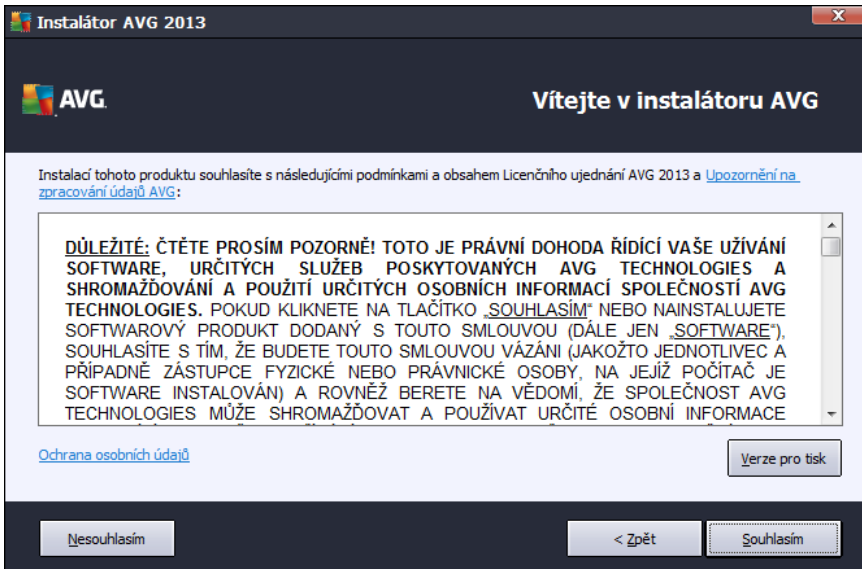 Instalátor AVG 2013
AVG.
Vítejte v instalátoru AVG
Instalací tohoto produktu souhlasíte s následujícími podmínkami a obsahem Licenčního ujednání AVG 2013 a Upozornění na
zpracování údajů AVG:
DŮLEŽITÉ: ČTĚTE PROSÍM POZORNĚ! TOTO JE PRÁVNÍ DOHODA ŘÍDÍCÍ VAŠE UŽÍVÁNÍ
SOFTWARE, URČITÝCH SLUŽEB POSKYTOVANÝCH AVG TECHNOLOGIES A
SHROMAŽĎOVÁNÍ A POUŽITÍ URČITÝCH OSOBNÍCH INFORMACÍ SPOLEČNOSTÍ AVG
TECHNOLOGIES. POKUD KLIKNETE NA TLAČÍTKO „SOUHLASÍM“ NEBO NAINSTALUJETE
SOFTWAROVÝ PRODUKT DODANÝ S TOUTO SMLOUVOU (DÁLE JEN „SOFTWARE“),
SOUHLASÍTE S TÍM, ŽE BUDETE TOUTO SMLOUVOU VÁZÁNI (JAKOŽTO JEDNOTLIVEC A
PŘÍPADNĚ ZÁSTUPCE FYZICKÉ NEBO PRÁVNICKÉ OSOBY, NA JEJÍŽ POČÍTAČ JE
SOFTWARE INSTALOVÁN) A ROVNĚŽ BERETE NA VĚDOMÍ, ŽE SPOLEČNOST AVG
TECHNOLOGIES MŮŽE SHROMAŽĎOVAT A POUŽÍVAT URČITÉ OSOBNÍ INFORMACE
Ochrana osobních údajů
Verze pro tisk
Nesouhlasím
< Zpět
Souhlasím